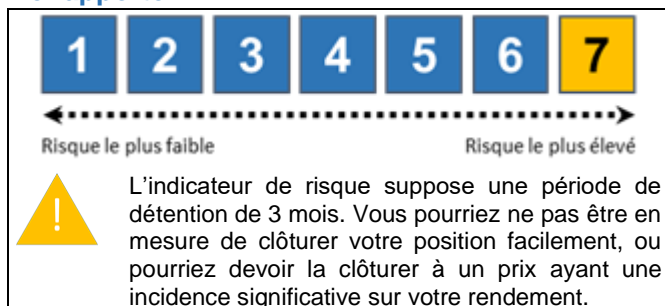 1 2 3 4 5 6 7
Risque le plus faible Risque le plus élevé
!
L'indicateur de risque suppose une période de
détention de 3 mois. Vous pourriez ne pas être en
mesure de clôturer votre position facilement, ou
pourriez devoir la clôturer à un prix ayant une
incidence significative sur votre rendement.